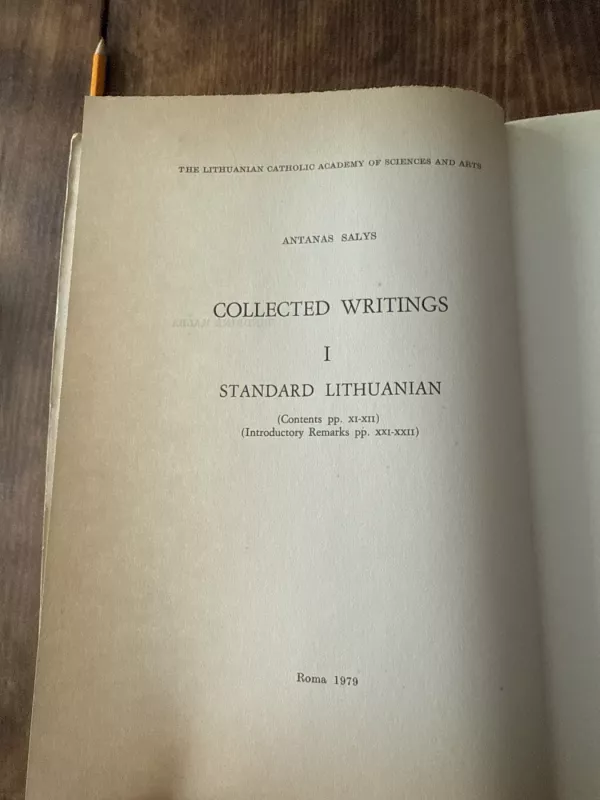 THE LITHUANIAN CATHOLIC ACADEMY OF SCIENCES AND ARTS
ANTANAS SALYS
COLLECTED WRITINGS
I
STANDARD LITHUANIAN
(Contents pp. XI-XII)
(Introductory Remarks pp. XXI-XXII)
Roma 1979